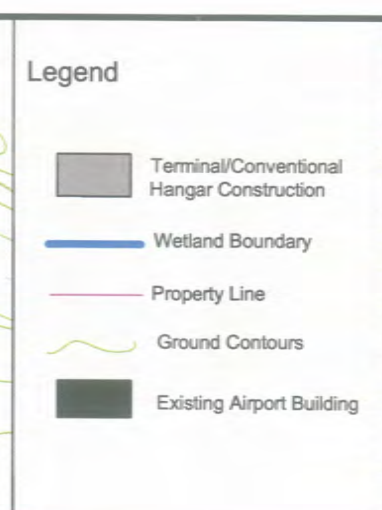 Legend
Terminal/Conventional
Hangar Construction
Wetland Boundary
Property Line
Ground Contours
Existing Airport Building